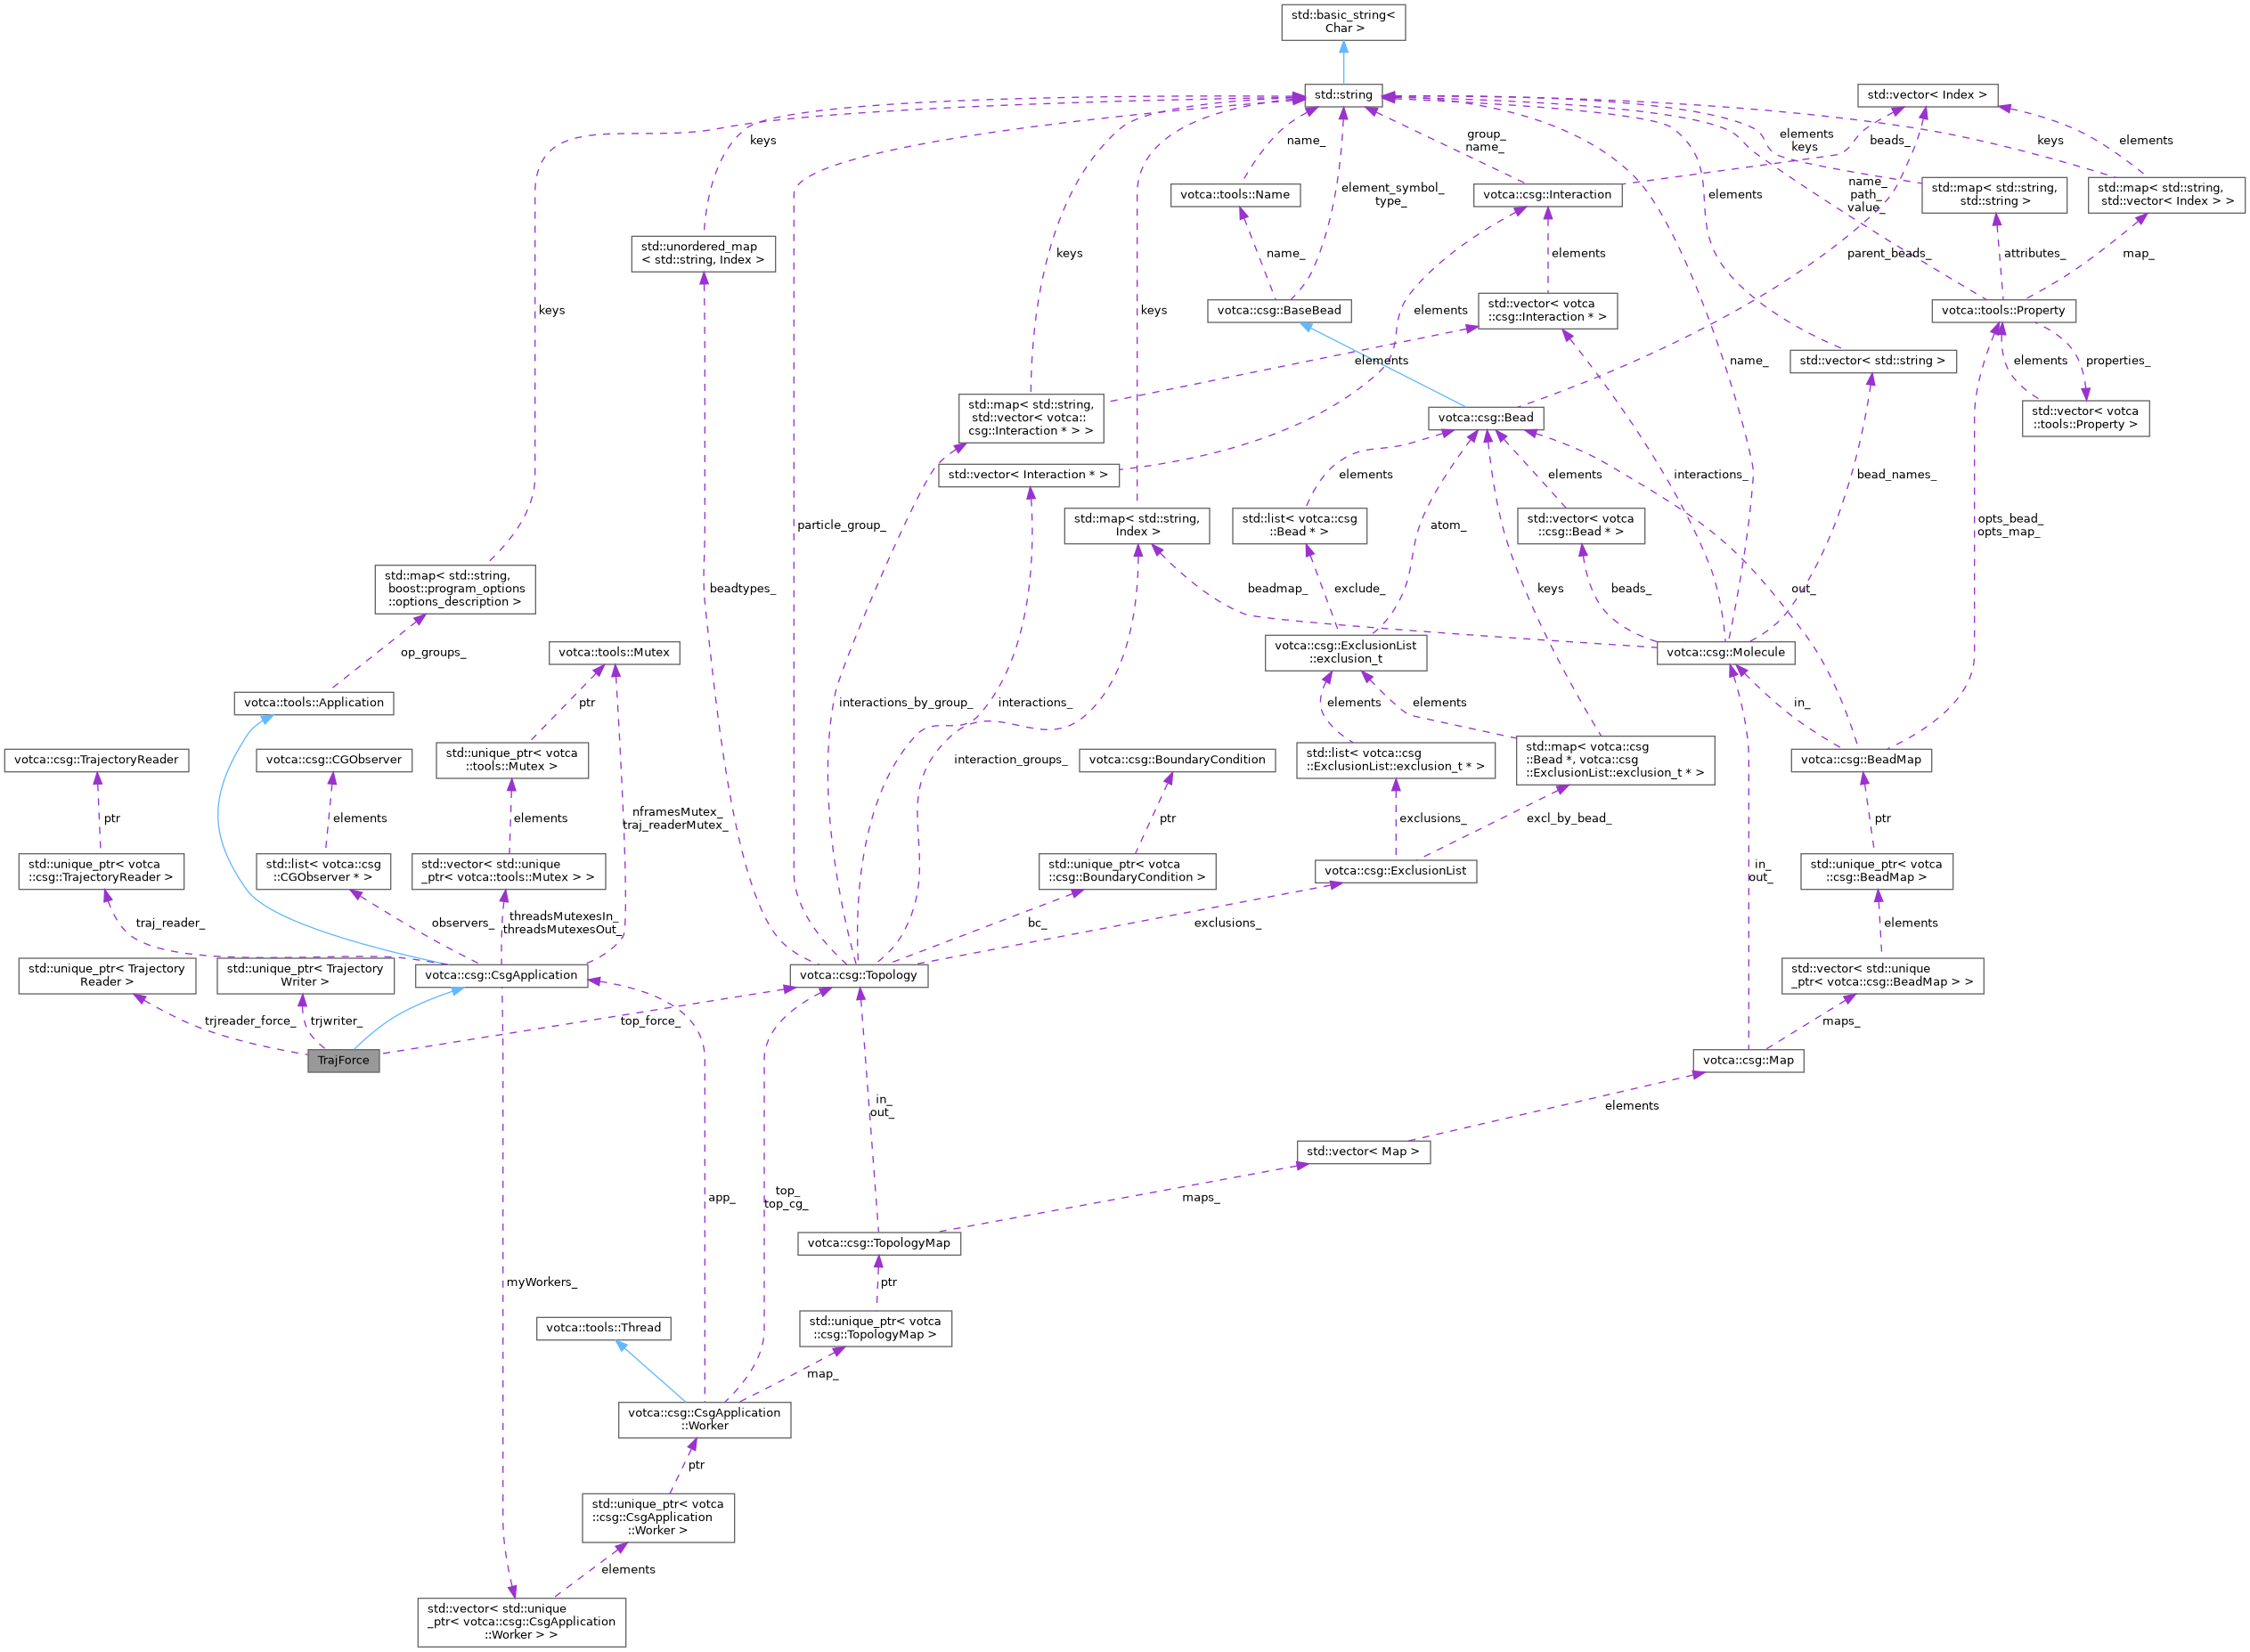 std::basic_string<
Char >
std::string
std::vector< Index >
keys
name_
group_
name_
beads_
elements
keys
keys
elements
votca::tools::Name
element_symbol_
type_
votca::csg::Interaction
elements
name_
path_
value_
std::map< std::string,
std::string >
std::map< std::string,
std::vector< Index > >
std::unordered_map
< std::string, Index >
keys
name_
elements
parent_beads_
attributes_
map_
keys
keys
elements
votca::csg::BaseBead
std::vector< votca
::csg::Interaction * >
votca::tools::Property
elements
name_
std::vector< std::string >
elements
properties_
std::map< std::string,
std::vector< votca::
csg::Interaction * > >
votca::csg::Bead
std::vector< votca
::tools::Property >
std::vector< Interaction * >
elements
elements
interactions_
bead_names_
particle_group_
std::map< std::string,
Index >
std::list< votca::csg
::Bead * >
atom_
std::vector< votca
::csg::Bead * >
opts_bead_
opts_map_
std::map< std::string,
boost::program_options
::options_description >
beadtypes_
beadmap_
exclude_
keys
beads_
out_
op_groups_
votca::tools::Mutex
votca::csg::ExclusionList
::exclusion_t
votca::csg::Molecule
votca::tools::Application
ptr
interactions_by_group_
interactions_
elements
elements
in_
votca::csg::TrajectoryReader
votca::csg::CGObserver
std::unique_ptr< votca
::tools::Mutex >
interaction_groups_
votca::csg::BoundaryCondition
std::list< votca::csg
::ExclusionList::exclusion_t * >
std::map< votca::csg
::Bead *, votca::csg
::ExclusionList::exclusion_t * >
votca::csg::BeadMap
ptr
elements
elements
nframesMutex_
traj_readerMutex_
ptr
exclusions_
excl_by_bead_
ptr
std::unique_ptr< votca
::csg::TrajectoryReader >
std::list< votca::csg
::CGObserver * >
std::vector< std::unique
_ptr< votca::tools::Mutex > >
std::unique_ptr< votca
::csg::BoundaryCondition >
votca::csg::ExclusionList
in_
out_
std::unique_ptr< votca
::csg::BeadMap >
traj_reader_
observers_
threadsMutexesIn_
threadsMutexesOut_
bc_
exclusions_
elements
std::unique_ptr< Trajectory
Reader >
std::unique_ptr< Trajectory
Writer >
votca::csg::CsgApplication
votca::csg::Topology
std::vector< std::unique
_ptr< votca::csg::BeadMap > >
trjreader_force_
trjwriter_
top_force_
maps_
TrajForce
votca::csg::Map
in_
out_
elements
std::vector< Map >
app_
top_
top_cg_
maps_
votca::csg::TopologyMap
myWorkers_
ptr
votca::tools::Thread
std::unique_ptr< votca
::csg::TopologyMap >
map_
votca::csg::CsgApplication
::Worker
ptr
std::unique_ptr< votca
::csg::CsgApplication
::Worker >
elements
std::vector< std::unique
_ptr< votca::csg::CsgApplication
::Worker > >